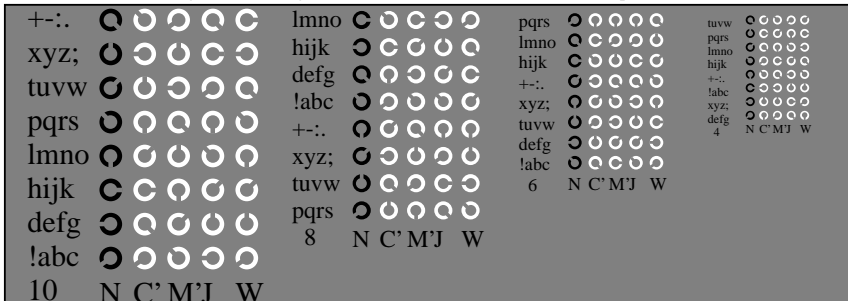 +-:.
xyz;
tuvw
pqrs
lmno
hijk
defg
!abc
10 N C' M'J W
lmno
hijk
defg
!abc
+-:.
xyz;
tuvw
pqrs
8 N C' M'J W
pqrs
lmno
hijk
+-:.
xyz;
tuvw
defg
!abc
6 N C' M'J W
tuvw
pqrs
lmno
hijk
+-:.
!abc
xyz;
defg
4 N C' M'J W